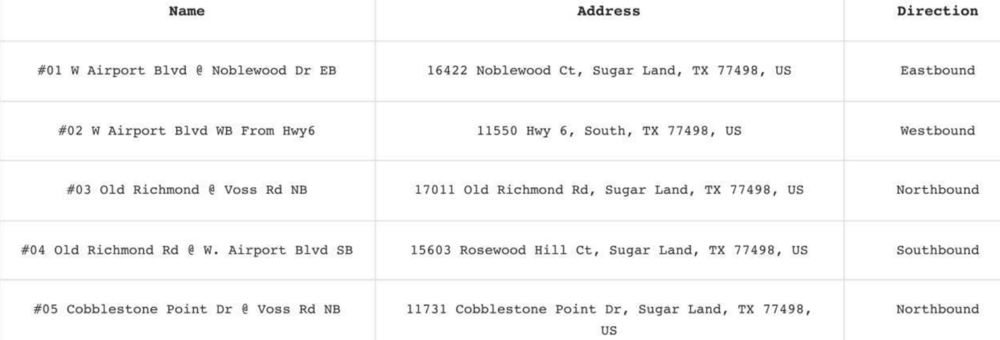 Name Address Direction
#01 W Airport Blvd @ Noblewood Dr EB 16422 Noblewood Ct, Sugar Land, TX 77498, US Eastbound
#02 W Airport Blvd WB From Hwy6 11550 Hwy 6, South, TX 77498, US Westbound
#03 Old Richmond @ Voss Rd NB 17011 Old Richmond Rd, Sugar Land, TX 77498, US Northbound
#04 Old Richmond Rd @ W. Airport Blvd SB 15603 Rosewood Hill Ct, Sugar Land, TX 77498, US Southbound
#05 Cobblestone Point Dr @ Voss Rd NB 11731 Cobblestone Point Dr, Sugar Land, TX 77498, Northbound
US